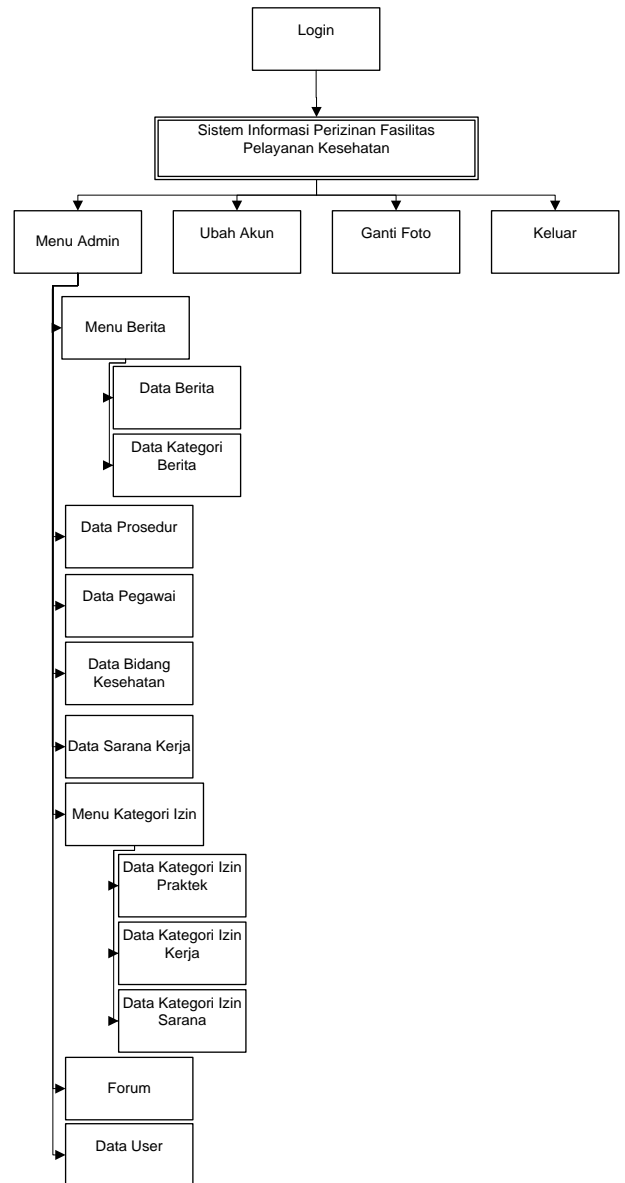 Login
Sistem Informasi Perizinan Fasilitas
Pelayanan Kesehatan
Menu Admin
Ubah Akun
Ganti Foto
Keluar
Menu Berita
Data Berita
Data Kategori
Berita
Data Prosedur
Data Pegawai
Data Bidang
Kesehatan
Data Sarana Kerja
Menu Kategori Izin
Data Kategori Izin
Praktek
Data Kategori Izin
Kerja
Data Kategori Izin
Sarana
Forum
Data User